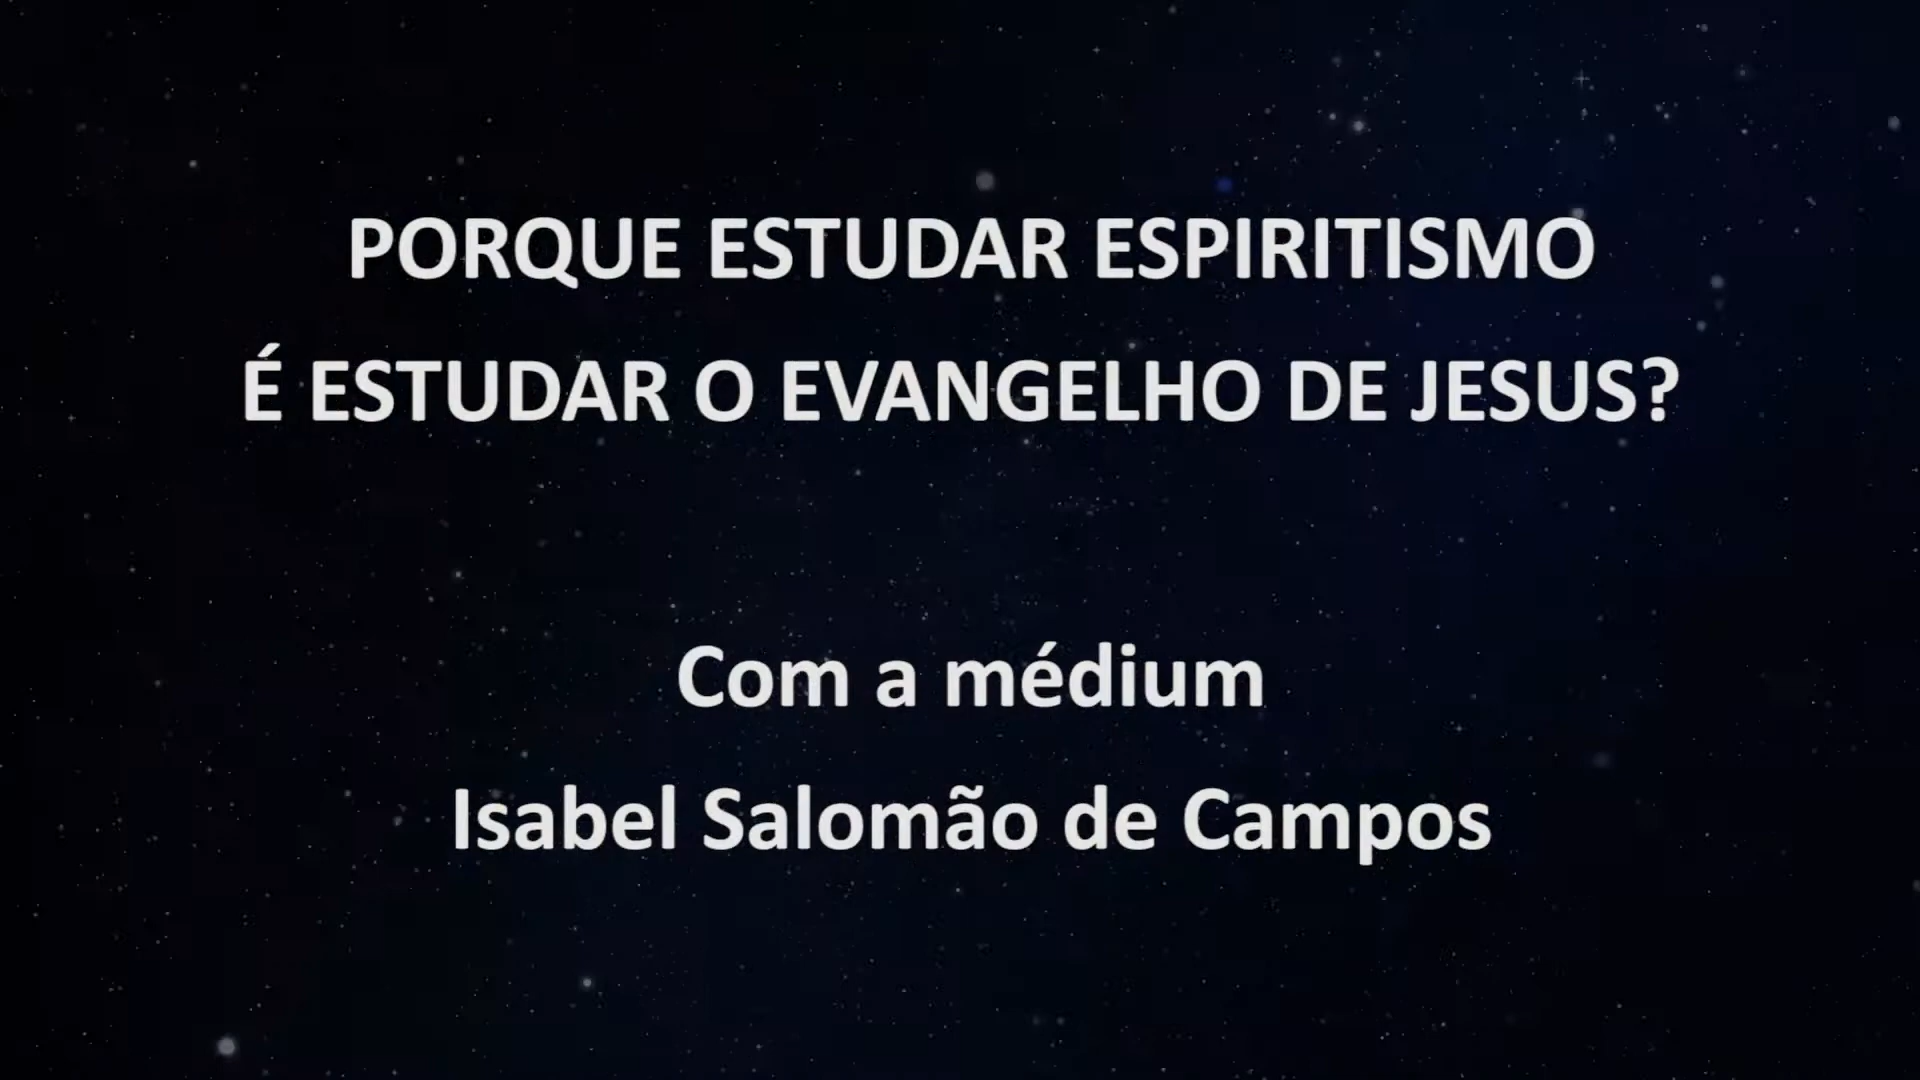 PORQUE ESTUDAR ESPIRITISMO
É ESTUDAR O EVANGELHO DE JESUS?
Com a médium
Isabel Salomão de Campos